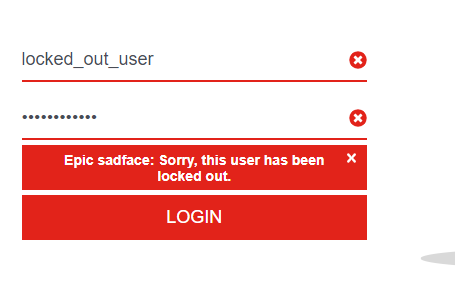 locked_out_user
••••••••••••
Epic sadface: Sorry, this user has been
locked out.
LOGIN